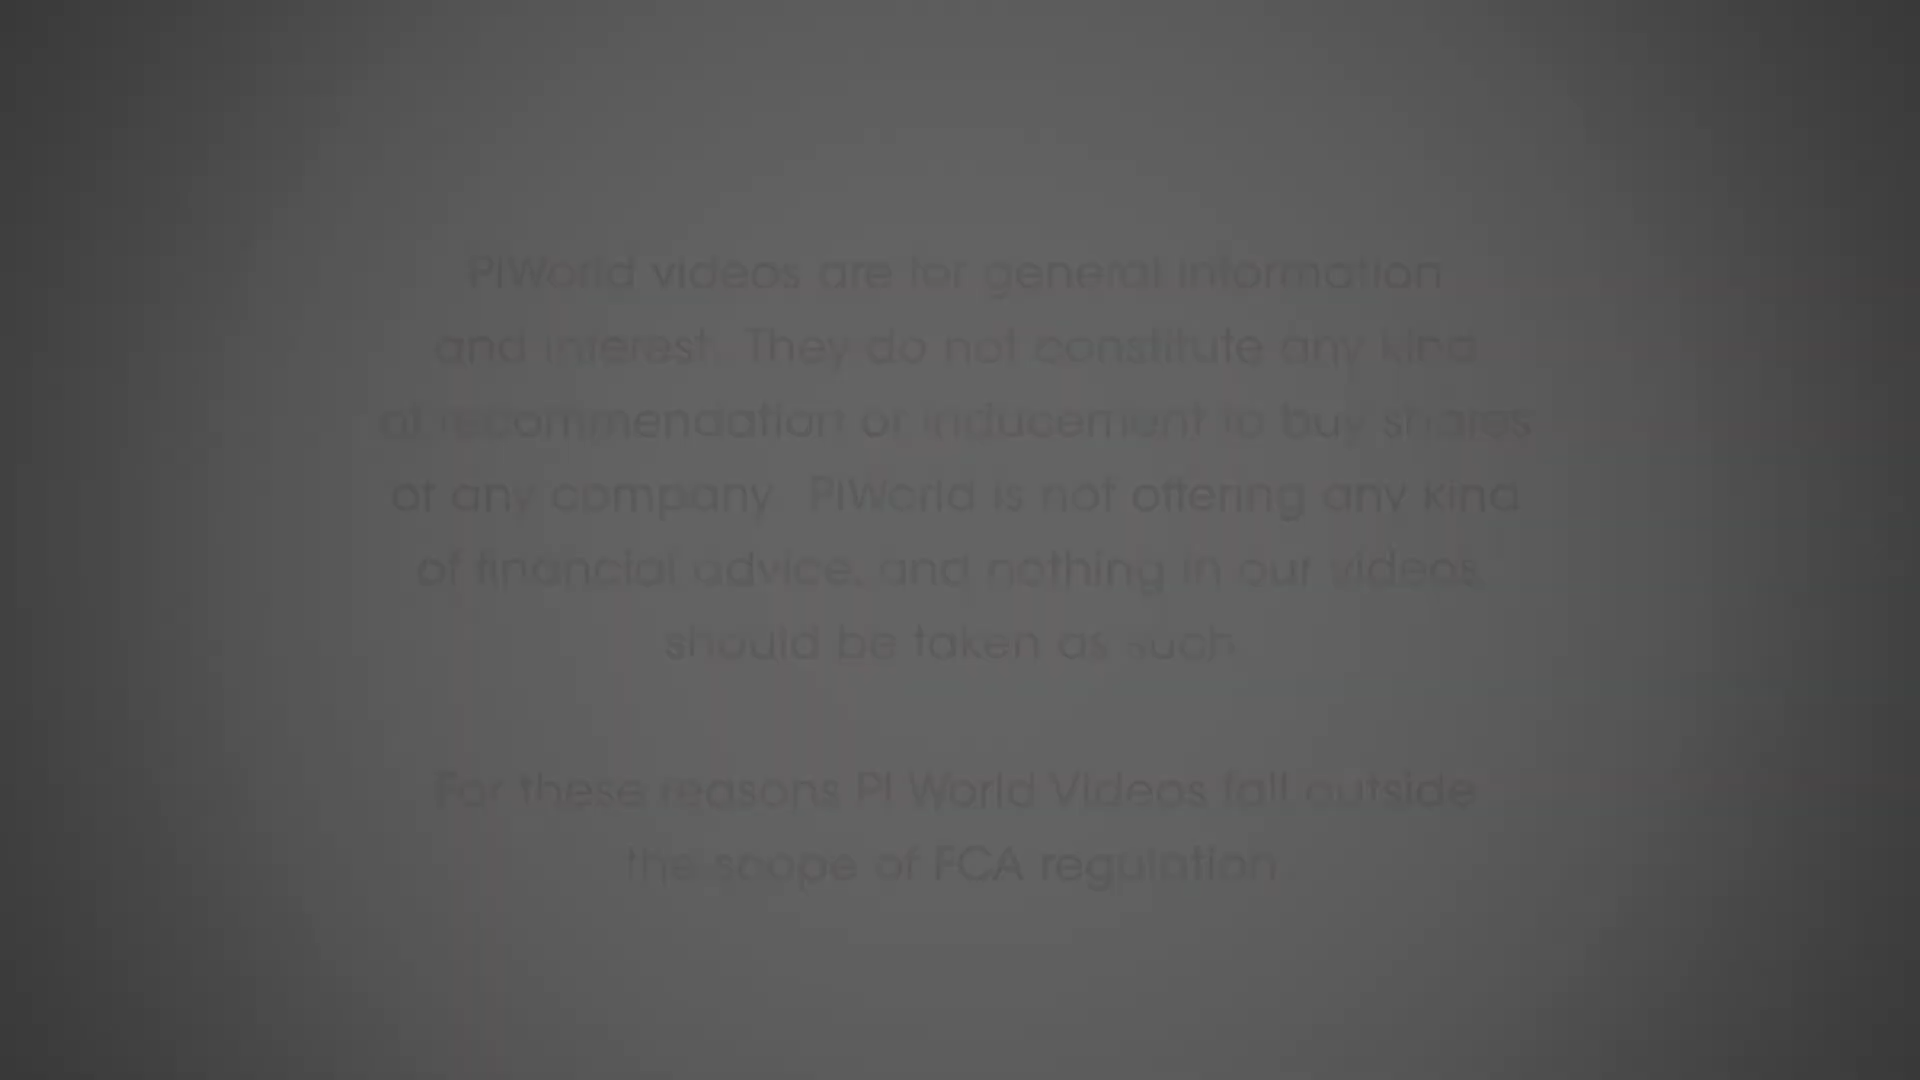 PIWorld videos are for general information
and interest. They do not constitute any kind
of recommendation or inducement to buy shares
of any company. PIWorld is not offering any kind
of financial advice, and nothing in our videos
should be taken as such.
For these reasons PI World Videos fall outside
the scope of FCA regulation